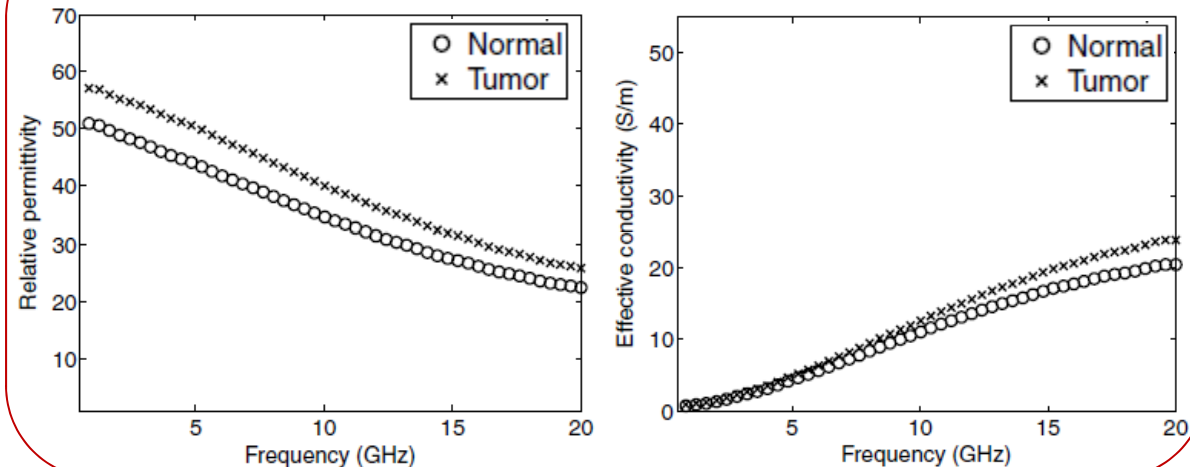 70
60
50
40
30
20
10
Relative permittivity
Normal
Tumor
5
10
15
20
Frequency (GHz)
50
40
30
20
10
0
Effective conductivity (S/m)
Normal
Tumor
5
10
15
20
Frequency (GHz)